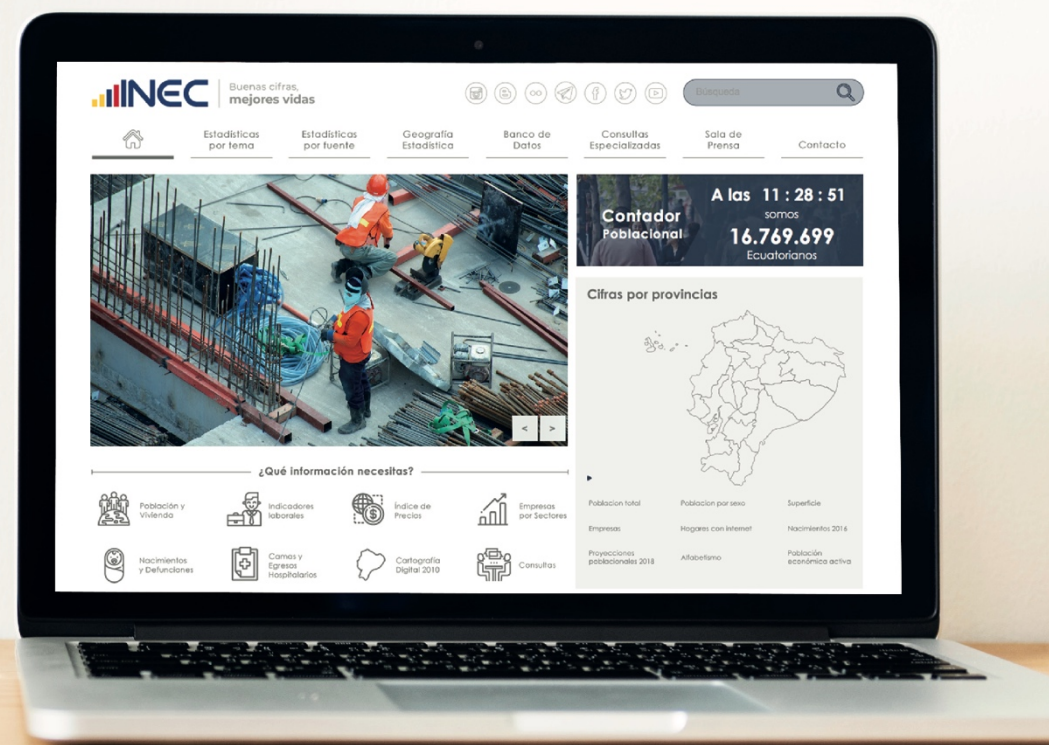 INEC
Buenas cifras,
mejores vidas
Búsqueda
Estadísticas
por tema
Estadísticas
por fuente
Geografía
Estadística
Banco de
Datos
Consultas
Especializadas
Sala de
Prensa
Contacto
Contador
Poblacional
A las 11 : 28 : 51
somos
16.769.699
Ecuatorianos
Cifras por provincias
< >
¿Qué información necesitas?
Población y
Vivienda
Indicadores
laborales
Índice de
Precios
Empresas
por Sectores
Nacimientos
y Defunciones
Camas y
Egresos
Hospitalarios
Cartografía
Digital 2010
Consultas
Poblacion total
Poblacion por sexo
Superficie
Empresas
Hogares con internet
Nacimientos 2016
Proyecciones
poblacionales 2018
Alfabetismo
Población
económica activa